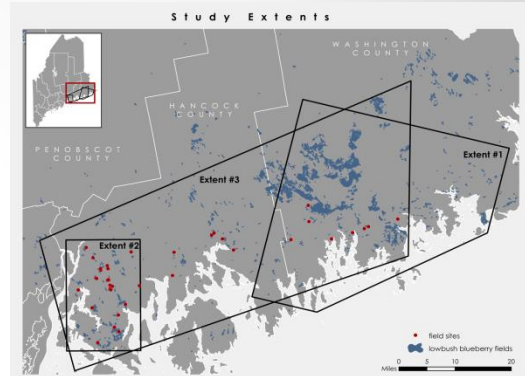 Study Extents
WASHINGTON
COUNTY
HANCOCK
COUNTY
PENOBSCOT
COUNTY
Extent #1
Extent #3
Extent #2
field sites
lowbush blueberry fields
0 5 10 20
Miles